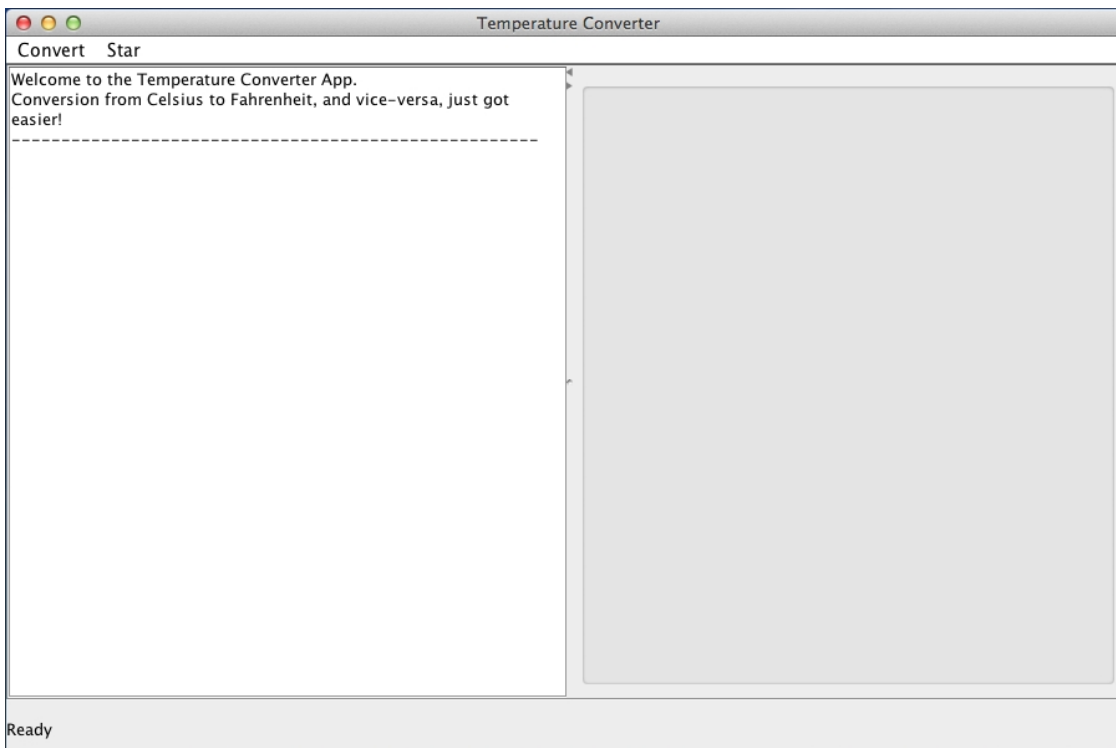 Temperature Converter
Convert Star
Welcome to the Temperature Converter App.
Conversion from Celsius to Fahrenheit, and vice-versa, just got
easier!
-----------------------------------------------------
Ready